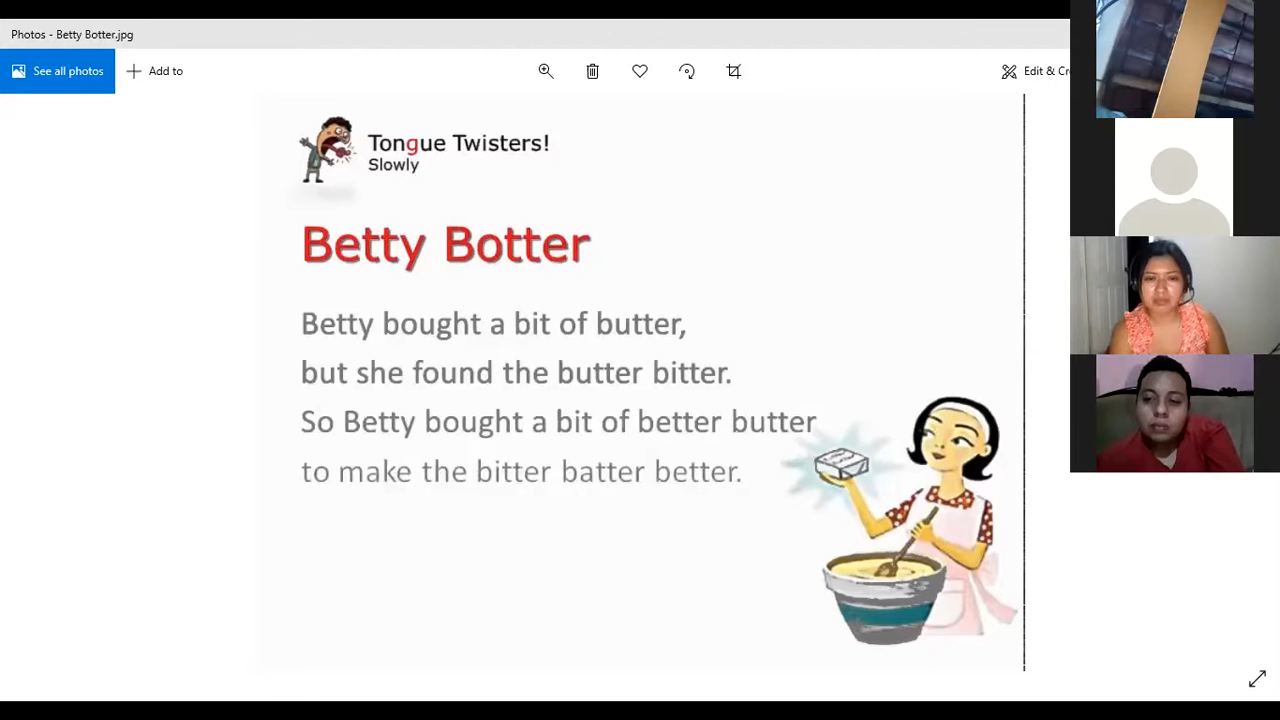 Photos - Betty Botter.jpg
See all photos
Add to
Edit & Cr
Tongue Twisters!
Slowly
Betty Botter
Betty bought a bit of butter,
but she found the butter bitter.
So Betty bought a bit of better butter
to make the bitter batter better.